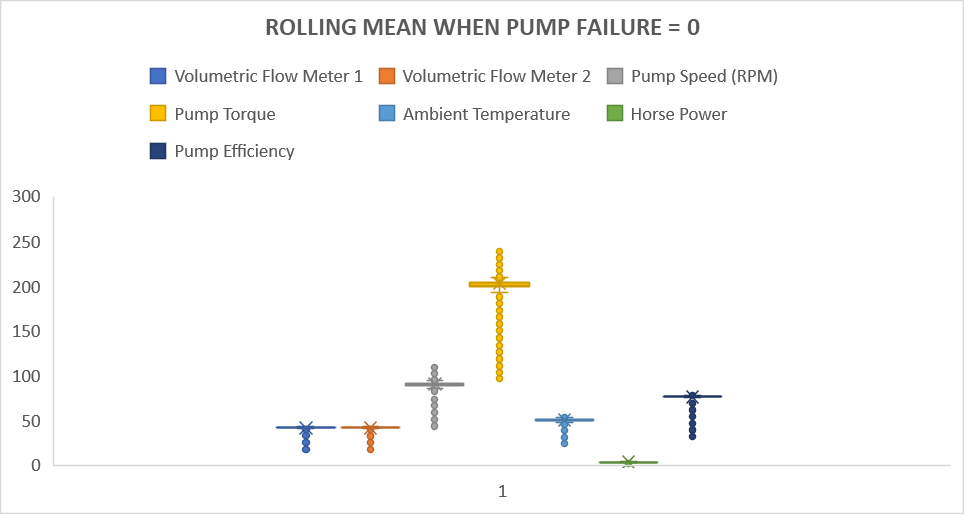 ROLLING MEAN WHEN PUMP FAILURE = 0
Volumetric Flow Meter 1 Volumetric Flow Meter 2 Pump Speed (RPM)
Pump Torque Ambient Temperature Horse Power
Pump Efficiency
300
250
200
150
100
50
0
1